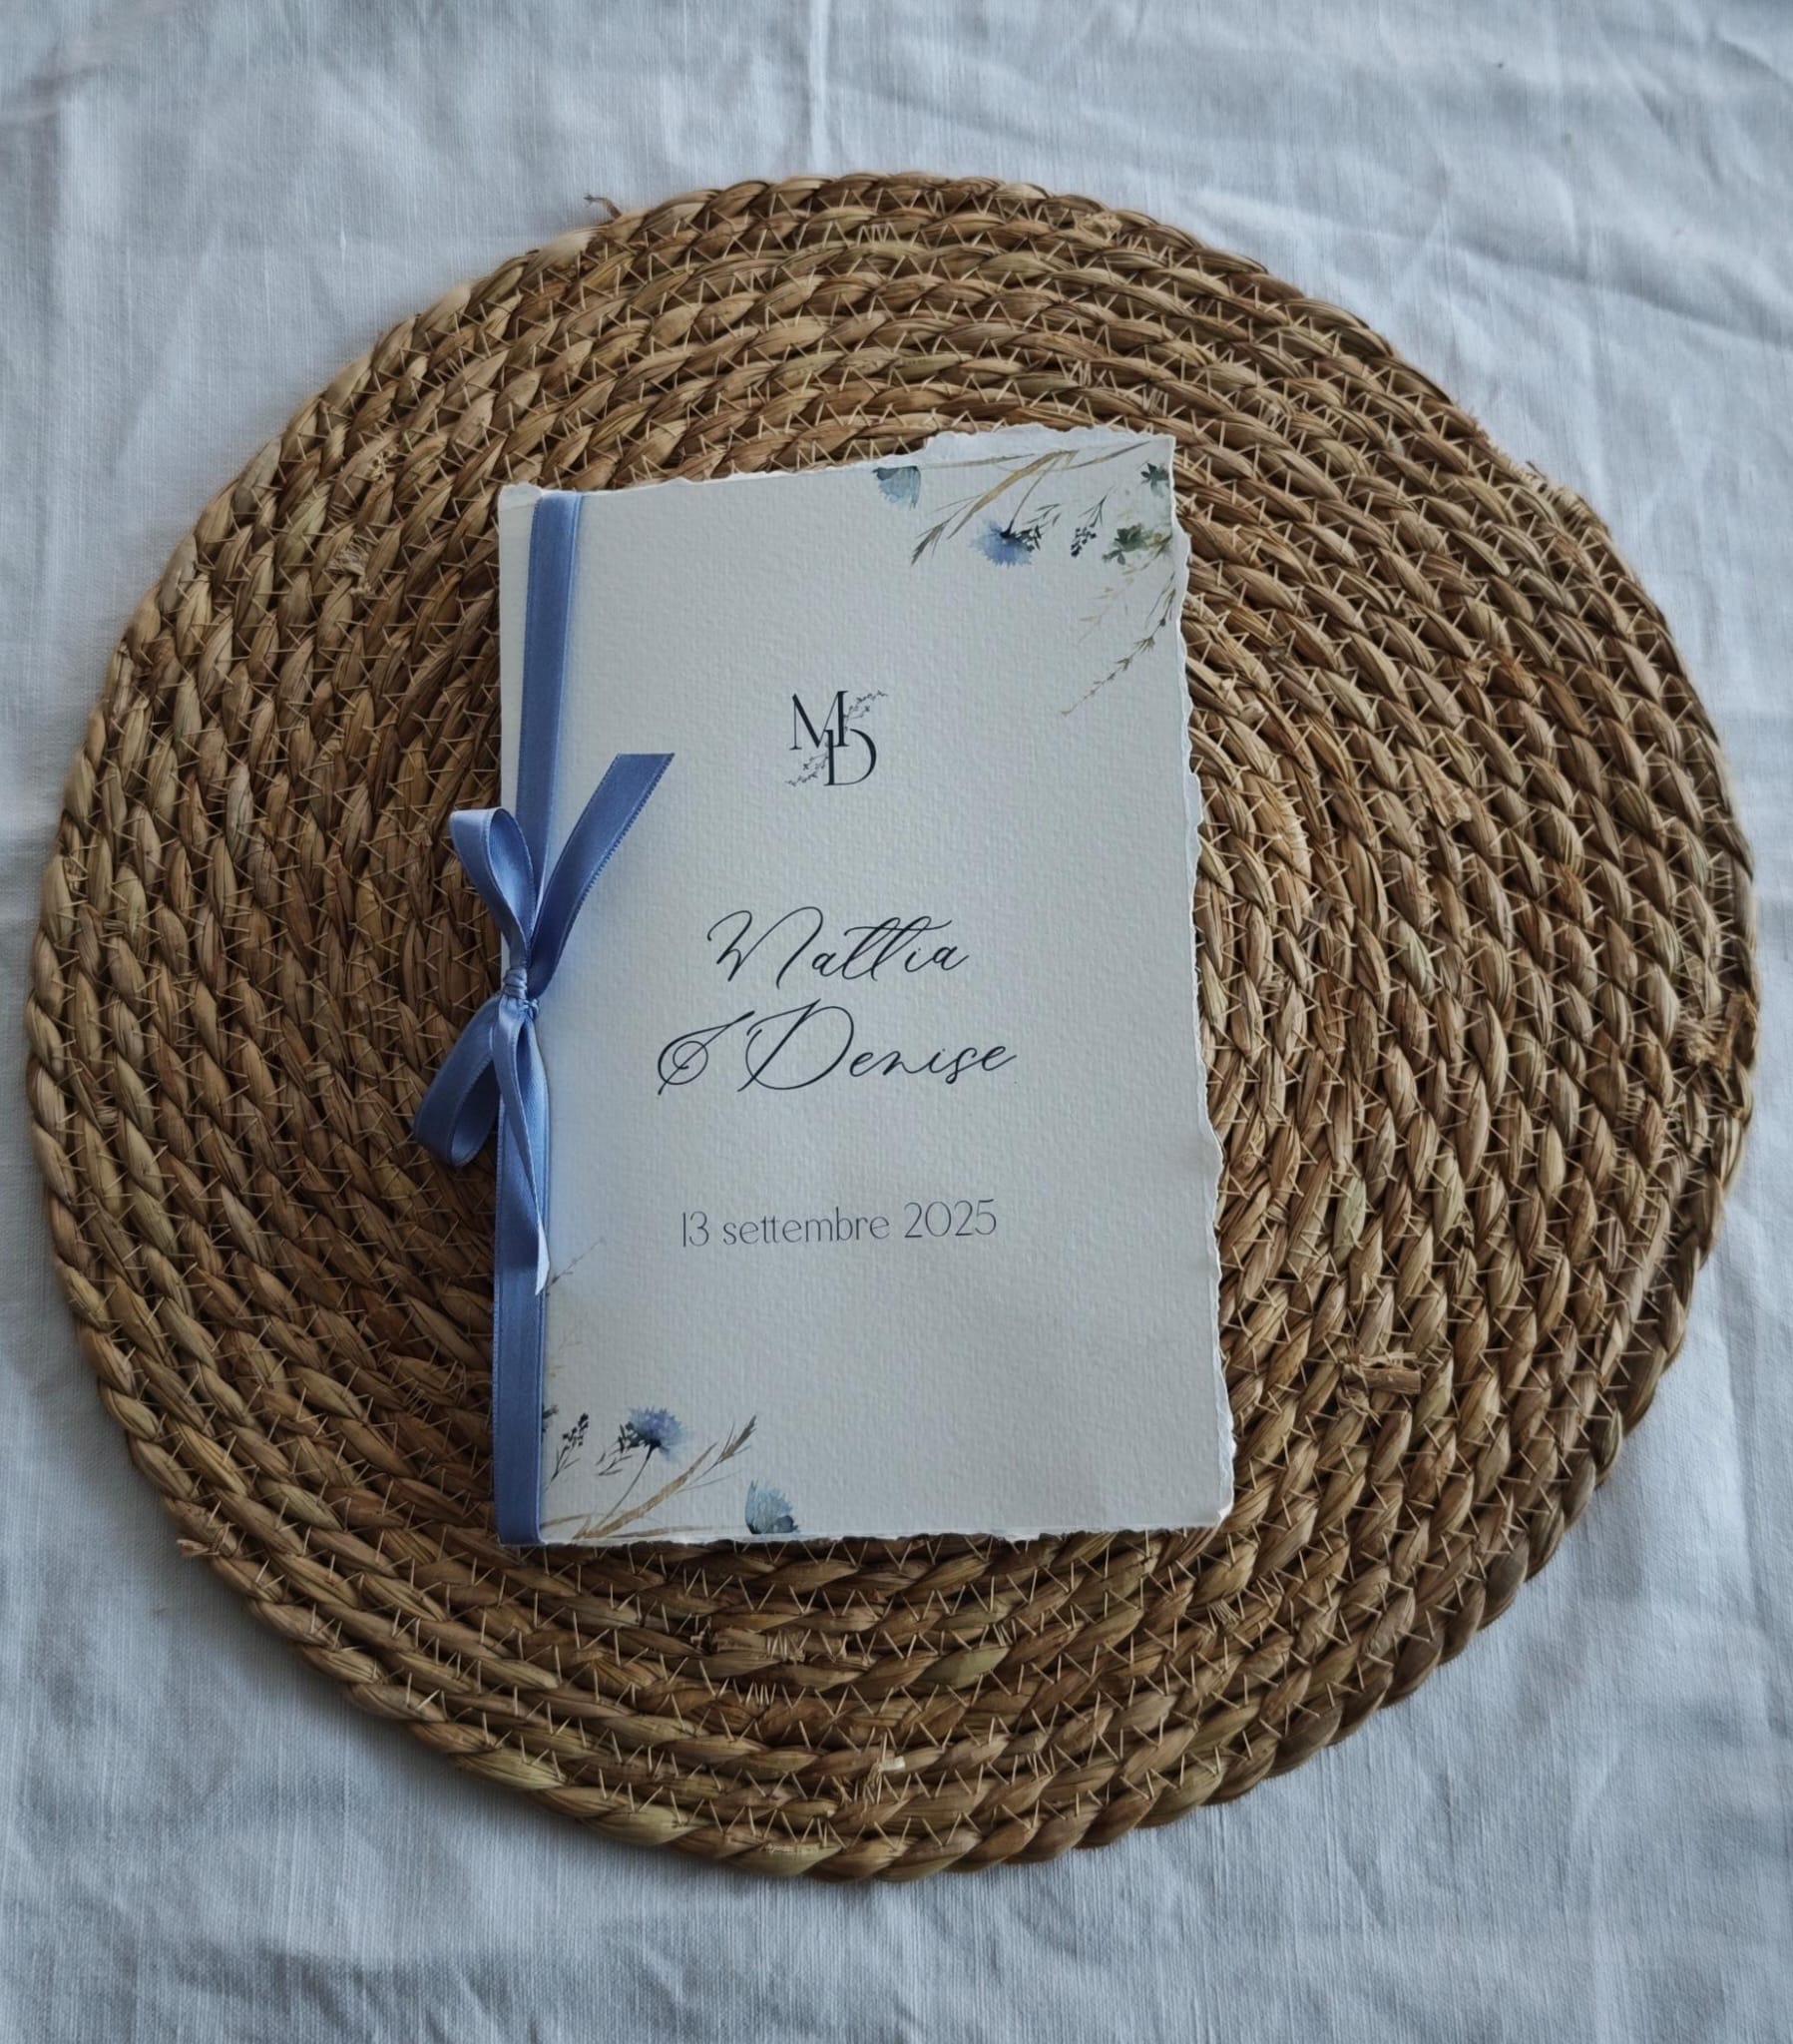 MD
Mattia
& Denise
13 settembre 2025